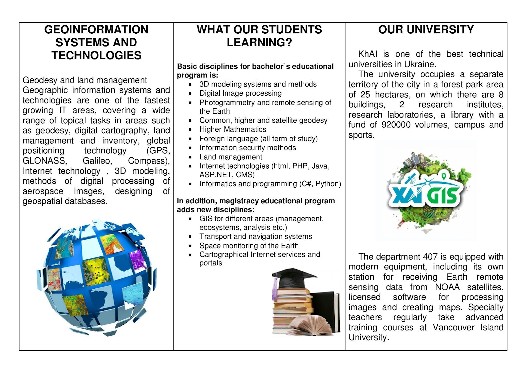 GEOINFORMATION
SYSTEMS AND
TECHNOLOGIES
Geodesy and land management
Geographic information systems and
technologies are one of the fastest
growing IT areas, covering a wide
range of topical tasks in areas such
as geodesy, digital cartography, land
management and inventory, global
positioning technology (GPS,
GLONASS, Galileo, Compass),
Internet technology , 3D modeling,
methods of digital processing of
aerospace images, designing of
geospatial databases.
WHAT OUR STUDENTS
LEARNING?
Basic disciplines for bachelor`s educational
program is:
• 3D modeling systems and methods
• Digital Image processing
• Photogrammetry and remote sensing of
the Earth
• Common, higher and satellite geodesy
• Higher Mathematics
• Foreign language (all term of study)
• Information security methods
• Land management
• Internet technologies (html, PHP, Java,
ASP.NET, CMS)
• Informatics and programming (C#, Python)
In addition, magistracy educational program
adds new disciplines:
• GIS for different areas (management,
ecosystems, analysis etc.)
• Transport and navigation systems
• Space monitoring of the Earth
• Cartographical Internet services and
portals
OUR UNIVERSITY
KhAI is one of the best technical
universities in Ukraine.
The university occupies a separate
territory of the city in a forest park area
of 25 hectares, on which there are 8
buildings, 2 research institutes,
research laboratories, a library with a
fund of 920000 volumes, campus and
sports.
XAI GIS
The department 407 is equipped with
modern equipment, including its own
station for receiving Earth remote
sensing data from NOAA satellites,
licensed software for processing
images and creating maps. Specially
teachers regularly take advanced
training courses at Vancouver Island
University.